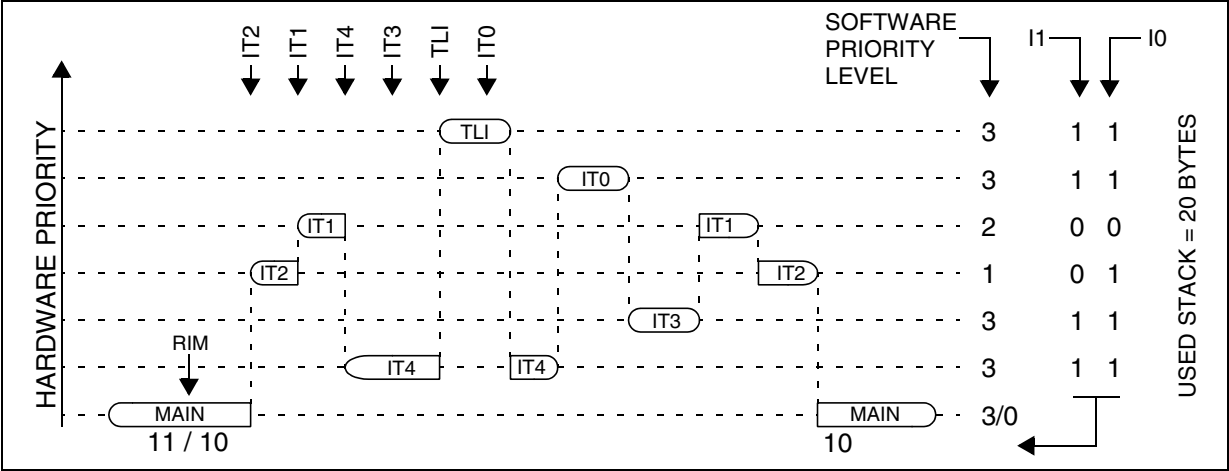 IT2
IT1
IT4
IT3
TLI
IT0
SOFTWARE
PRIORITY
LEVEL
I1
I0
HARDWARE PRIORITY
USED STACK = 20 BYTES
TLI
3
1 1
IT0
3
1 1
IT1
IT1
2
0 0
IT2
IT2
1
0 1
IT3
3
1 1
RIM
IT4
IT4
3
1 1
MAIN
MAIN
3/0
11 / 10
10